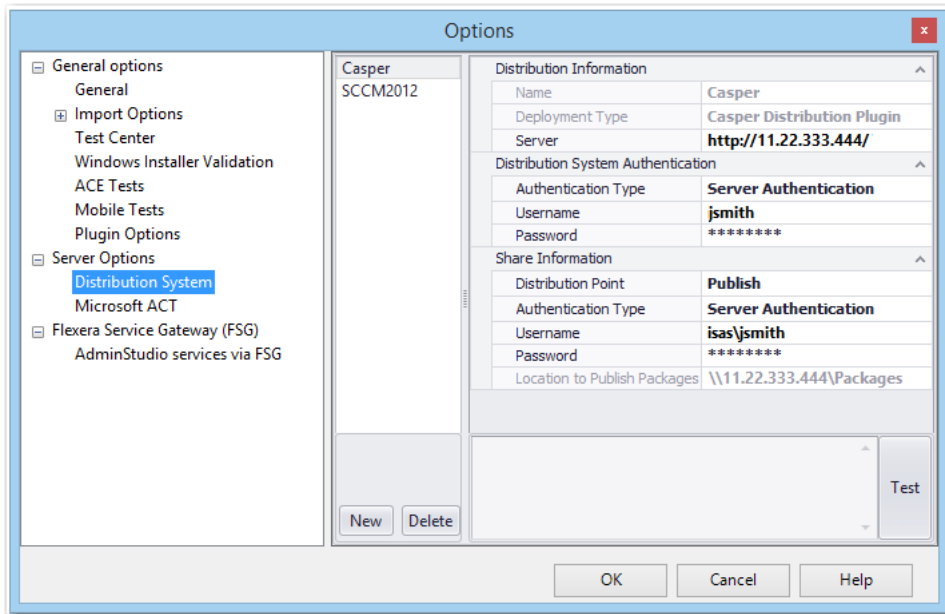 Options
x
General options
General
Import Options
Test Center
Windows Installer Validation
ACE Tests
Mobile Tests
Plugin Options
Server Options
Distribution System
Microsoft ACT
Flexera Service Gateway (FSG)
AdminStudio services via FSG
Casper
SCCM2012
New Delete
Distribution Information
Name Casper
Deployment Type Casper Distribution Plugin
Server http://11.22.333.444/
Distribution System Authentication
Authentication Type Server Authentication
Username jsmith
Password ********
Share Information
Distribution Point Publish
Authentication Type Server Authentication
Username isas\jsmith
Password ********
Location to Publish Packages \\11.22.333.444\Packages
Test
OK Cancel Help